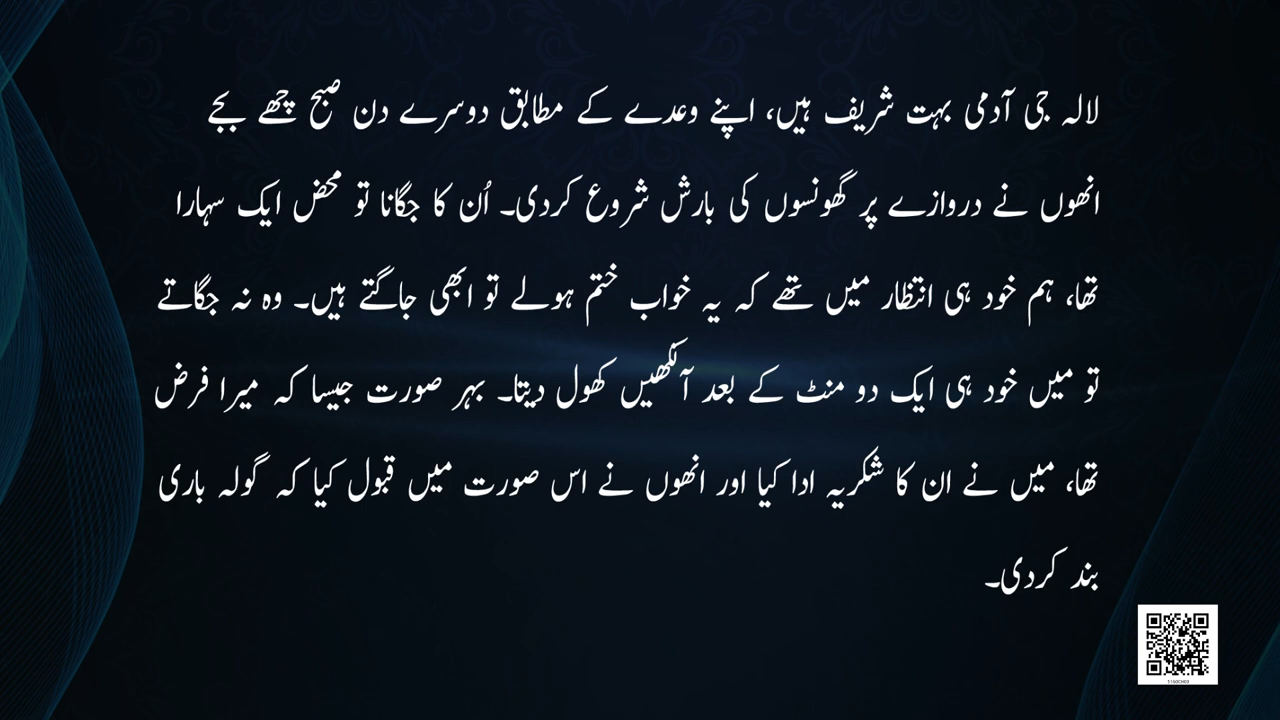 لالہ جی آدمی بہت شریف ہیں، اپنے وعدے کے مطابق دوسرے دن صبح چھے بجے
انھوں نے دروازے پر گھونسوں کی بارش شروع کردی۔ اُن کا جگانا تو محض ایک سہارا
تھا، ہم خود ہی انتظار میں تھے کہ یہ خواب ختم ہولے تو ابھی جاگتے ہیں۔ وہ نہ جگاتے
تو میں خود ہی ایک دو منٹ کے بعد آنکھیں کھول دیتا۔ بہر صورت جیسا کہ میرا فرض
تھا، میں نے ان کا شکریہ ادا کیا اور انھوں نے اس صورت میں قبول کیا کہ گولہ باری
بند کردی۔
5160CH03